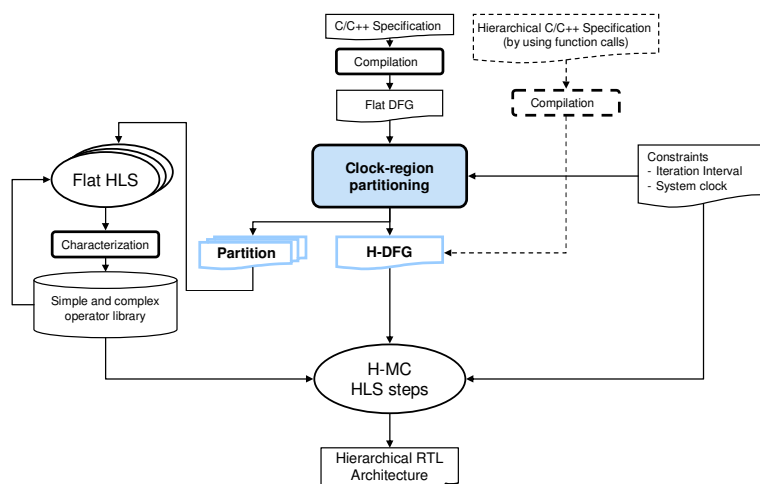 C/C++ Specification
Hierarchical C/C++ Specification
(by using function calls)
Compilation
Compilation
Flat DFG
Clock-region
partitioning
Constraints
- Iteration Interval
- System clock
Flat HLS
Characterization
Partition
H-DFG
Simple and complex
operator library
H-MC
HLS steps
Hierarchical RTL
Architecture